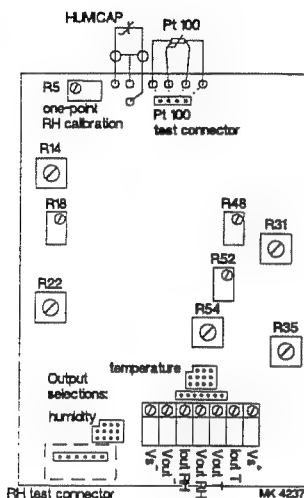 HUMICAP
Pt 100
R5
one-point
RH calibration
Pt 100
test connector
R14
R18
R48
R31
R52
R22
R54
R35
temperature
Output
selections:
humidity
Vs
Vout
Iout RH
Vout RH
Vout T
Iout T
Vs+
RH test connector
MK 4237